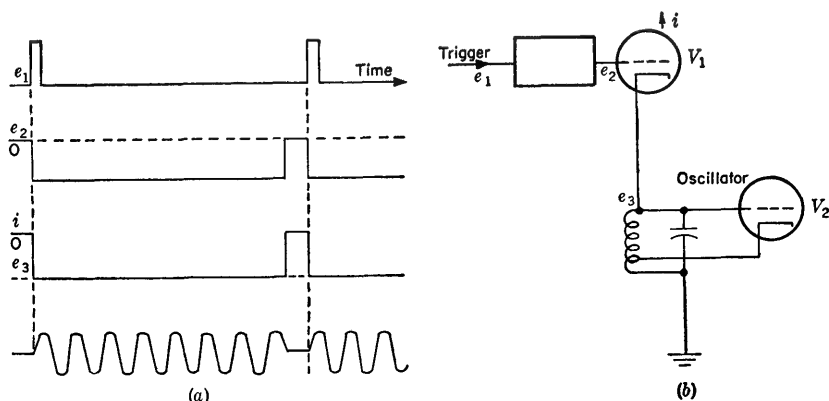 e1
Time
e2
0
i
0
e3
(a)
i
V1
Trigger
e1
e2
Oscillator
e3
V2
(b)